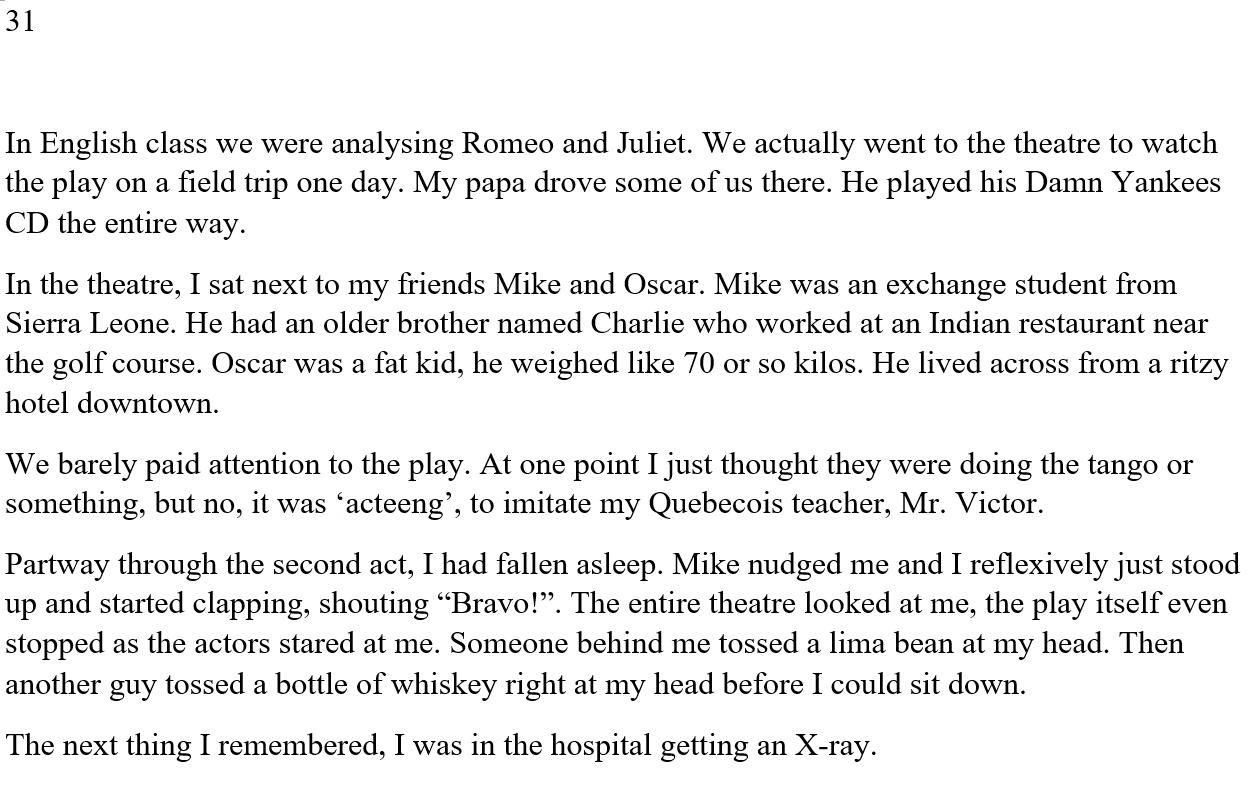 31
In English class we were analysing Romeo and Juliet. We actually went to the theatre to watch
the play on a field trip one day. My papa drove some of us there. He played his Damn Yankees
CD the entire way.
In the theatre, I sat next to my friends Mike and Oscar. Mike was an exchange student from
Sierra Leone. He had an older brother named Charlie who worked at an Indian restaurant near
the golf course. Oscar was a fat kid, he weighed like 70 or so kilos. He lived across from a ritzy
hotel downtown.
We barely paid attention to the play. At one point I just thought they were doing the tango or
something, but no, it was ‘acteeng’, to imitate my Quebecois teacher, Mr. Victor.
Partway through the second act, I had fallen asleep. Mike nudged me and I reflexively just stood
up and started clapping, shouting “Bravo!”. The entire theatre looked at me, the play itself even
stopped as the actors stared at me. Someone behind me tossed a lima bean at my head. Then
another guy tossed a bottle of whiskey right at my head before I could sit down.
The next thing I remembered, I was in the hospital getting an X-ray.